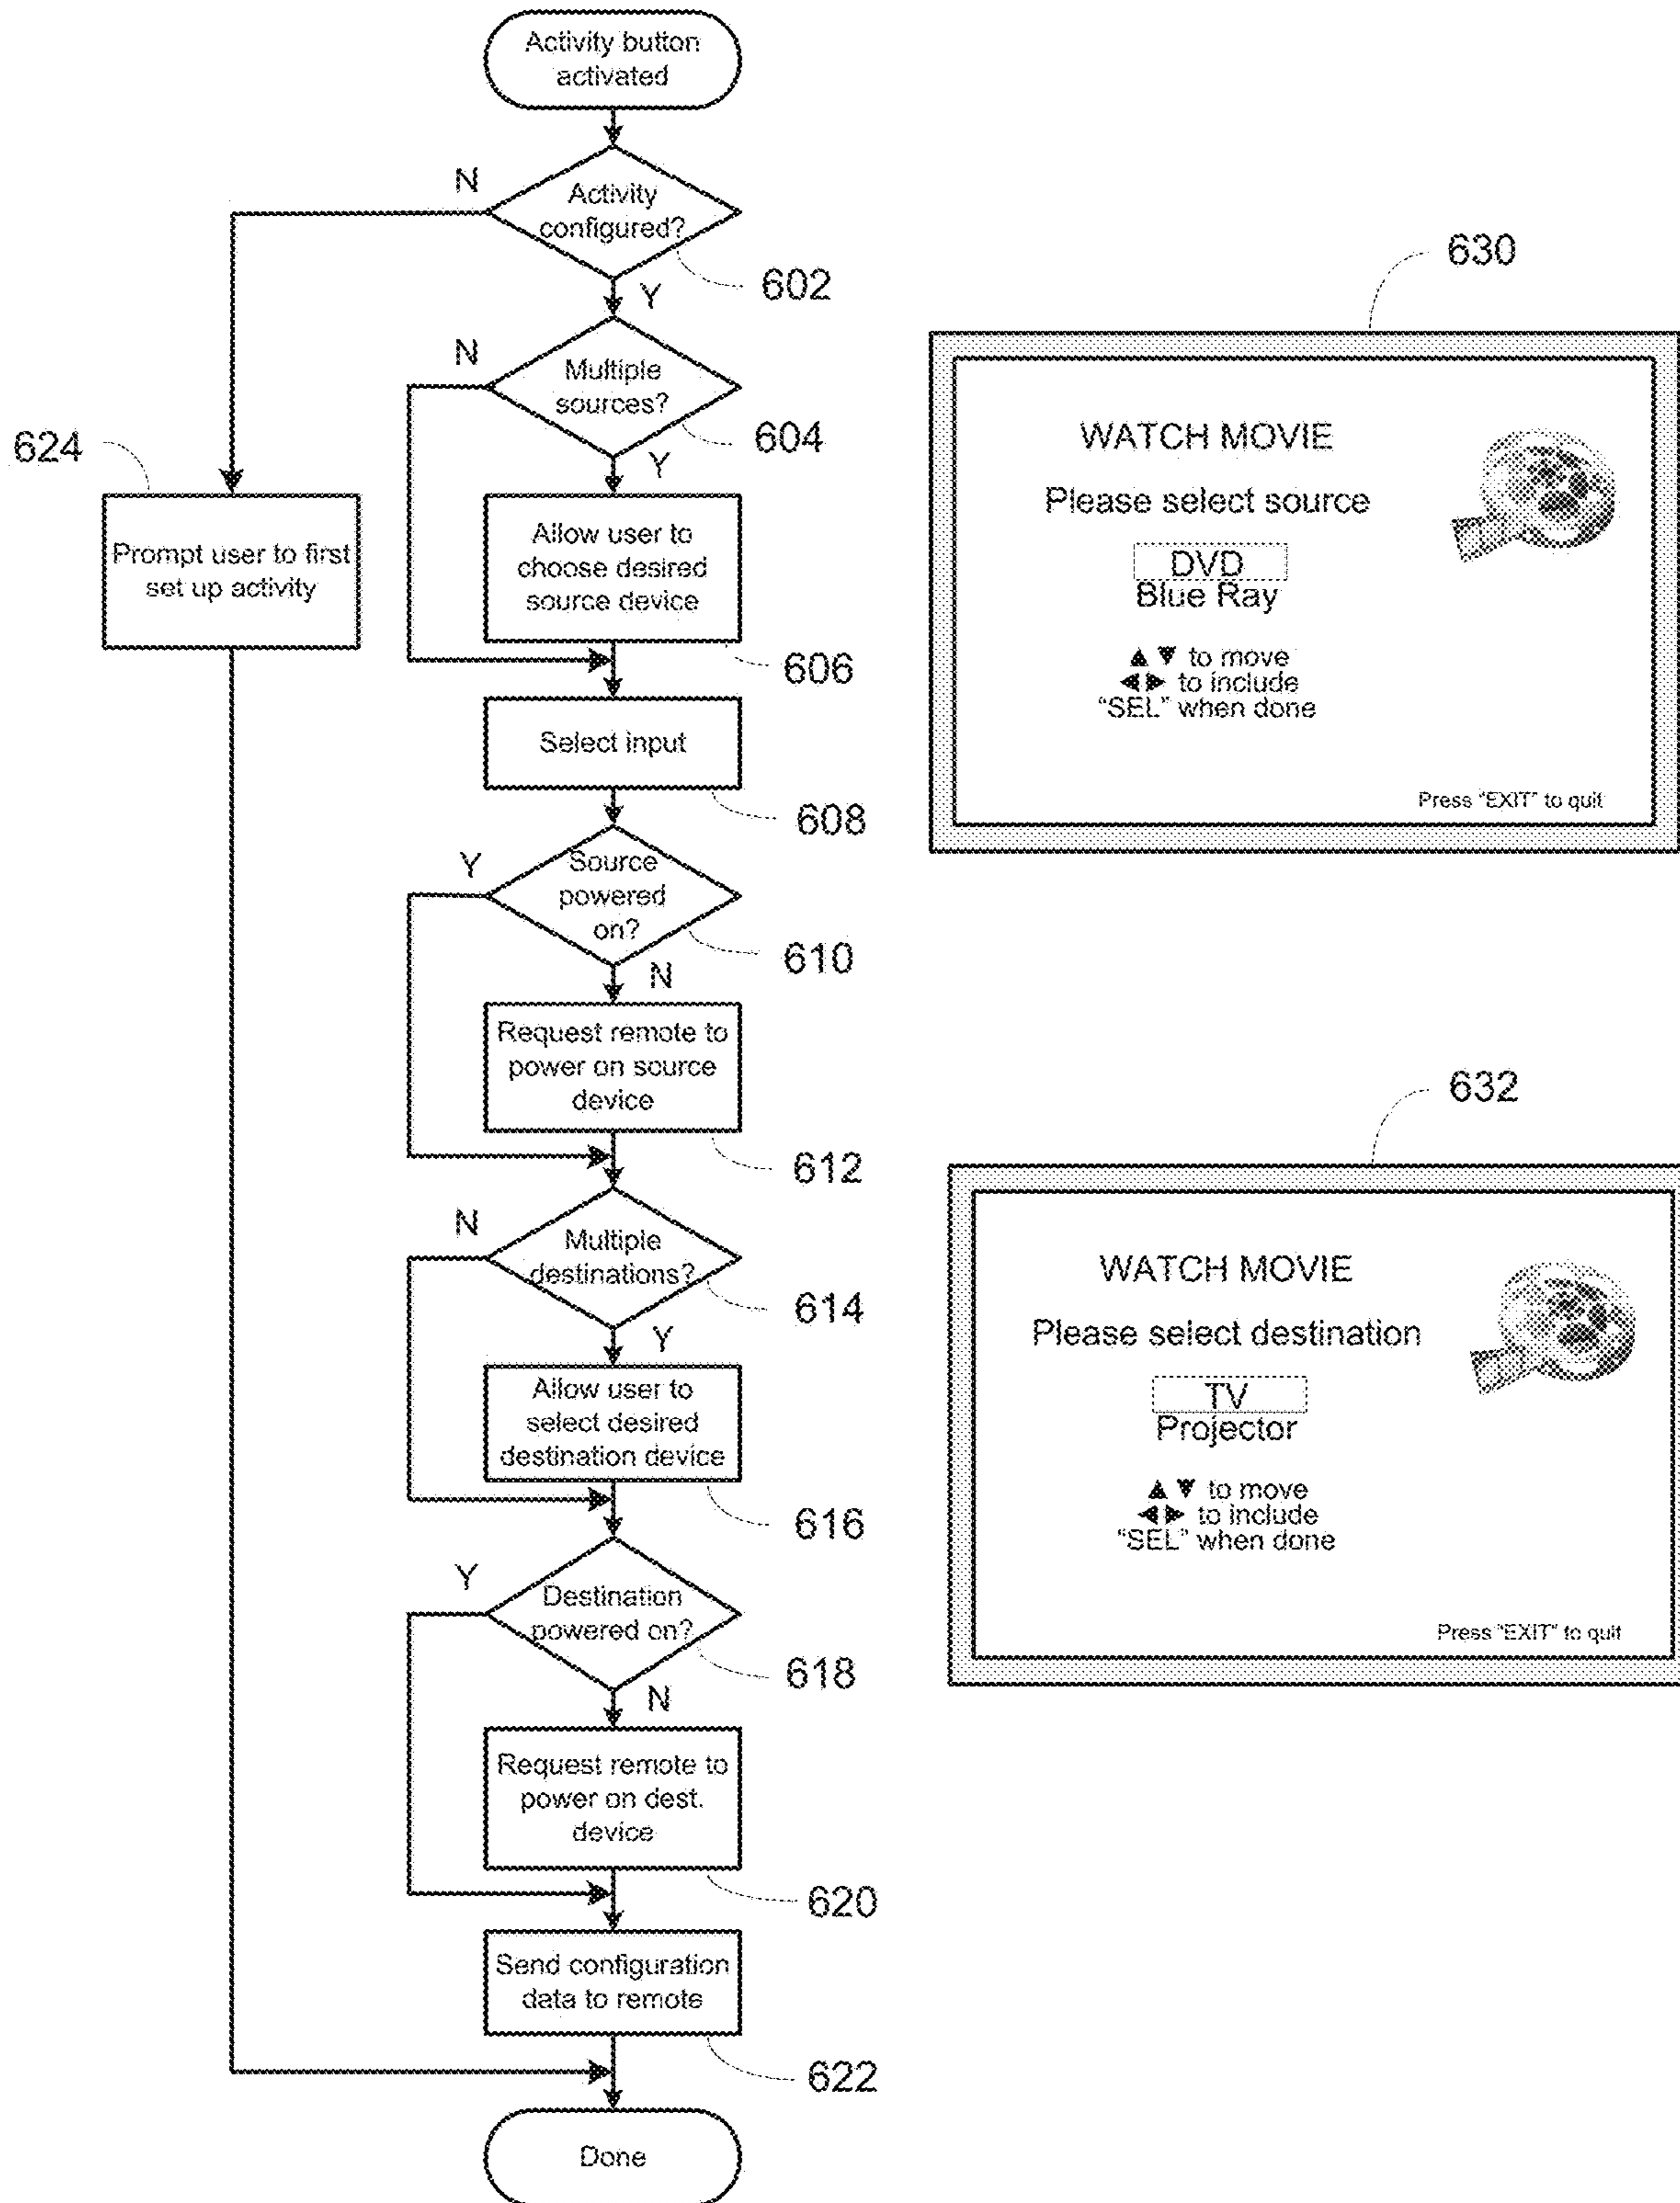 Activity button
activated
N
Activity
configured?
602
Y
N
Multiple
sources?
604
Y
624
Prompt user to first
set up activity
Allow user to
choose desired
source device
606
Select input
608
Y
Source
powered
on?
610
N
Request remote to
power on source
device
612
N
Multiple
destinations?
614
Y
Allow user to
select desired
destination device
616
Y
Destination
powered on?
618
N
Request remote to
power on dest.
device
620
Send configuration
data to remote
622
Done
630
WATCH MOVIE
Please select source
DVD
Blue Ray
▲ ▼ to move
◀▶ to include
“SEL” when done
Press “EXIT” to quit
632
WATCH MOVIE
Please select destination
TV
Projector
▲ ▼ to move
◀▶ to include
“SEL” when done
Press “EXIT” to quit